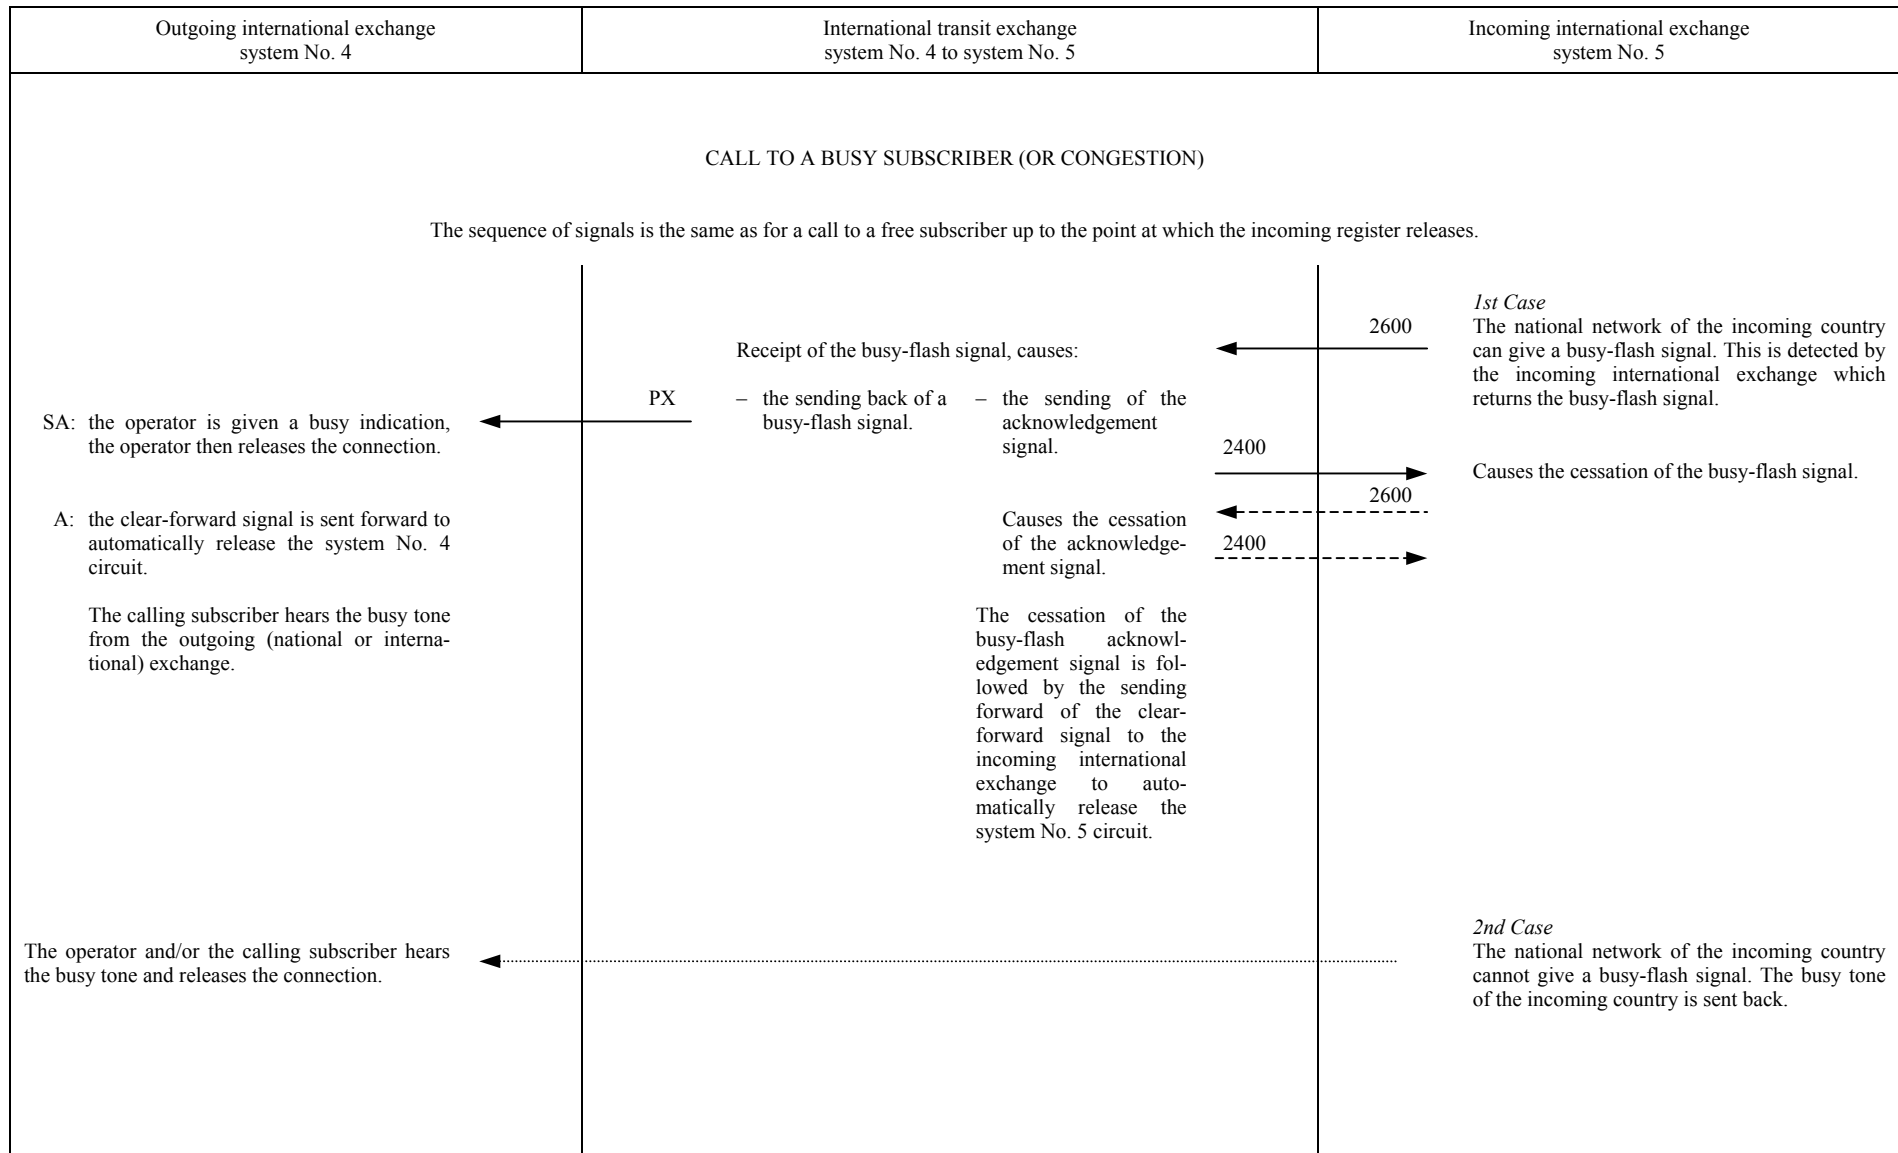 Outgoing international exchange
system No. 4
International transit exchange
system No. 4 to system No. 5
Incoming international exchange
system No. 5
CALL TO A BUSY SUBSCRIBER (OR CONGESTION)
The sequence of signals is the same as for a call to a free subscriber up to the point at which the incoming register releases.
1st Case
The national network of the incoming country
can give a busy-flash signal. This is detected by
the incoming international exchange which
returns the busy-flash signal.
2600
Receipt of the busy-flash signal, causes:
– the sending back of a
busy-flash signal.
– the sending of the
acknowledgement
signal.
PX
SA: the operator is given a busy indication,
the operator then releases the connection.
2400
Causes the cessation of the busy-flash signal.
2600
A: the clear-forward signal is sent forward to
automatically release the system No. 4
circuit.
Causes the cessation
of the acknowledge-
ment signal.
2400
The calling subscriber hears the busy tone
from the outgoing (national or interna-
tional) exchange.
The cessation of the
busy-flash acknowl-
edgement signal is fol-
lowed by the sending
forward of the clear-
forward signal to the
incoming international
exchange to auto-
matically release the
system No. 5 circuit.
2nd Case
The national network of the incoming country
cannot give a busy-flash signal. The busy tone
of the incoming country is sent back.
The operator and/or the calling subscriber hears
the busy tone and releases the connection.